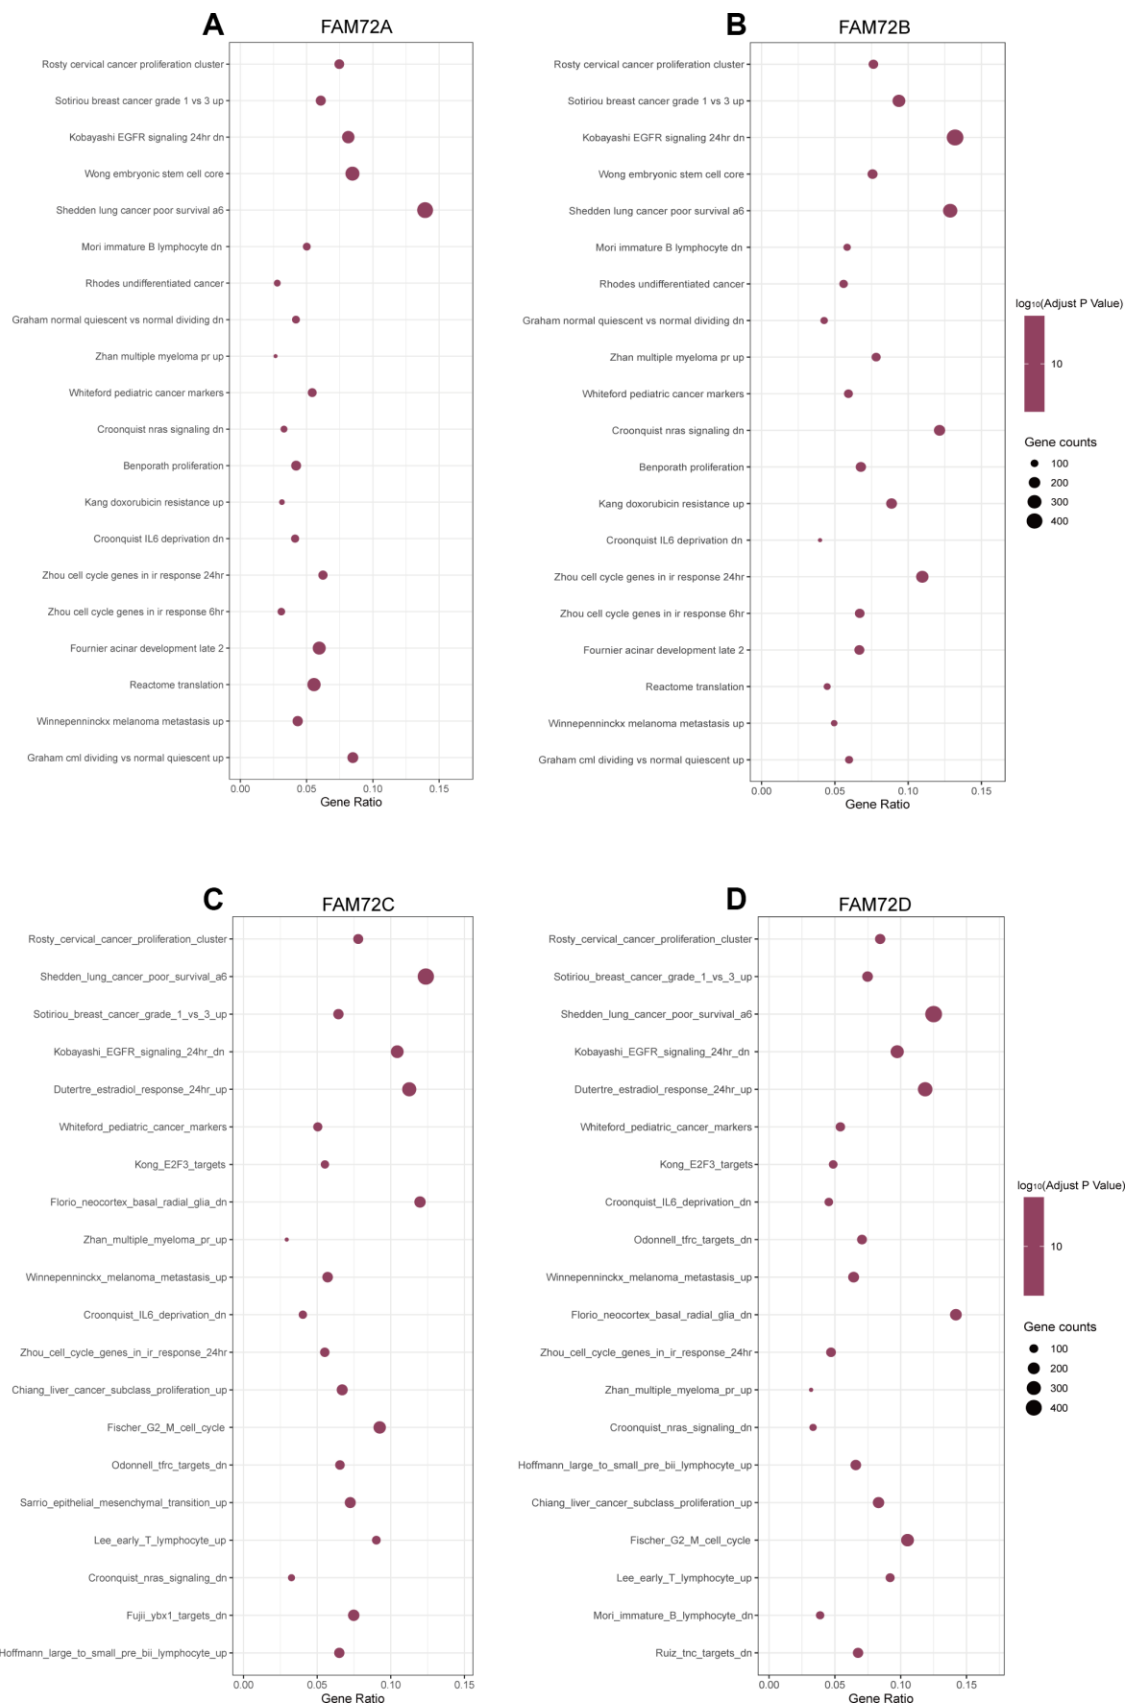 A
FAM72A
Rosty cervical cancer proliferation cluster
Sotiriou breast cancer grade 1 vs 3 up
Kobayashi EGFR signaling 24hr dn
Wong embryonic stem cell core
Shedden lung cancer poor survival a6
Mori immature B lymphocyte dn
Rhodes undifferentiated cancer
Graham normal quiescent vs normal dividing dn
Zhan multiple myeloma pr up
Whiteford pediatric cancer markers
Croonquist nras signaling dn
Benporath proliferation
Kang doxorubicin resistance up
Croonquist IL6 deprivation dn
Zhou cell cycle genes in ir response 24hr
Zhou cell cycle genes in ir response 6hr
Fournier acinar development late 2
Reactome translation
Winnepenninckx melanoma metastasis up
Graham cml dividing vs normal quiescent up
0.00 0.05 0.10 0.15
Gene Ratio
B
FAM72B
Rosty cervical cancer proliferation cluster
Sotiriou breast cancer grade 1 vs 3 up
Kobayashi EGFR signaling 24hr dn
Wong embryonic stem cell core
Shedden lung cancer poor survival a6
Mori immature B lymphocyte dn
Rhodes undifferentiated cancer
Graham normal quiescent vs normal dividing dn
Zhan multiple myeloma pr up
Whiteford pediatric cancer markers
Croonquist nras signaling dn
Benporath proliferation
Kang doxorubicin resistance up
Croonquist IL6 deprivation dn
Zhou cell cycle genes in ir response 24hr
Zhou cell cycle genes in ir response 6hr
Fournier acinar development late 2
Reactome translation
Winnepenninckx melanoma metastasis up
Graham cml dividing vs normal quiescent up
0.00 0.05 0.10 0.15
Gene Ratio
log₁₀(Adjust P Value)
10
Gene counts
100
200
300
400
C
FAM72C
Rosty_cervical_cancer_proliferation_cluster
Shedden_lung_cancer_poor_survival_a6
Sotiriou_breast_cancer_grade_1_vs_3_up
Kobayashi_EGFR_signaling_24hr_dn
Dutertre_estradiol_response_24hr_up
Whiteford_pediatric_cancer_markers
Kong_E2F3_targets
Florio_neocortex_basal_radial_glia_dn
Zhan_multiple_myeloma_pr_up
Winnepenninckx_melanoma_metastasis_up
Croonquist_IL6_deprivation_dn
Zhou_cell_cycle_genes_in_ir_response_24hr
Chiang_liver_cancer_subclass_proliferation_up
Fischer_G2_M_cell_cycle
Odonnell_tfrc_targets_dn
Sarrio_epithelial_mesenchymal_transition_up
Lee_early_T_lymphocyte_up
Croonquist_nras_signaling_dn
Fujii_ybx1_targets_dn
Hoffmann_large_to_small_pre_bii_lymphocyte_up
0.00 0.05 0.10 0.15
Gene Ratio
D
FAM72D
Rosty_cervical_cancer_proliferation_cluster
Sotiriou_breast_cancer_grade_1_vs_3_up
Shedden_lung_cancer_poor_survival_a6
Kobayashi_EGFR_signaling_24hr_dn
Dutertre_estradiol_response_24hr_up
Whiteford_pediatric_cancer_markers
Kong_E2F3_targets
Croonquist_IL6_deprivation_dn
Odonnell_tfrc_targets_dn
Winnepenninckx_melanoma_metastasis_up
Florio_neocortex_basal_radial_glia_dn
Zhou_cell_cycle_genes_in_ir_response_24hr
Zhan_multiple_myeloma_pr_up
Croonquist_nras_signaling_dn
Hoffmann_large_to_small_pre_bii_lymphocyte_up
Chiang_liver_cancer_subclass_proliferation_up
Fischer_G2_M_cell_cycle
Lee_early_T_lymphocyte_up
Mori_immature_B_lymphocyte_dn
Ruiz_tnc_targets_dn
0.00 0.05 0.10 0.15
Gene Ratio
log₁₀(Adjust P Value)
10
Gene counts
100
200
300
400